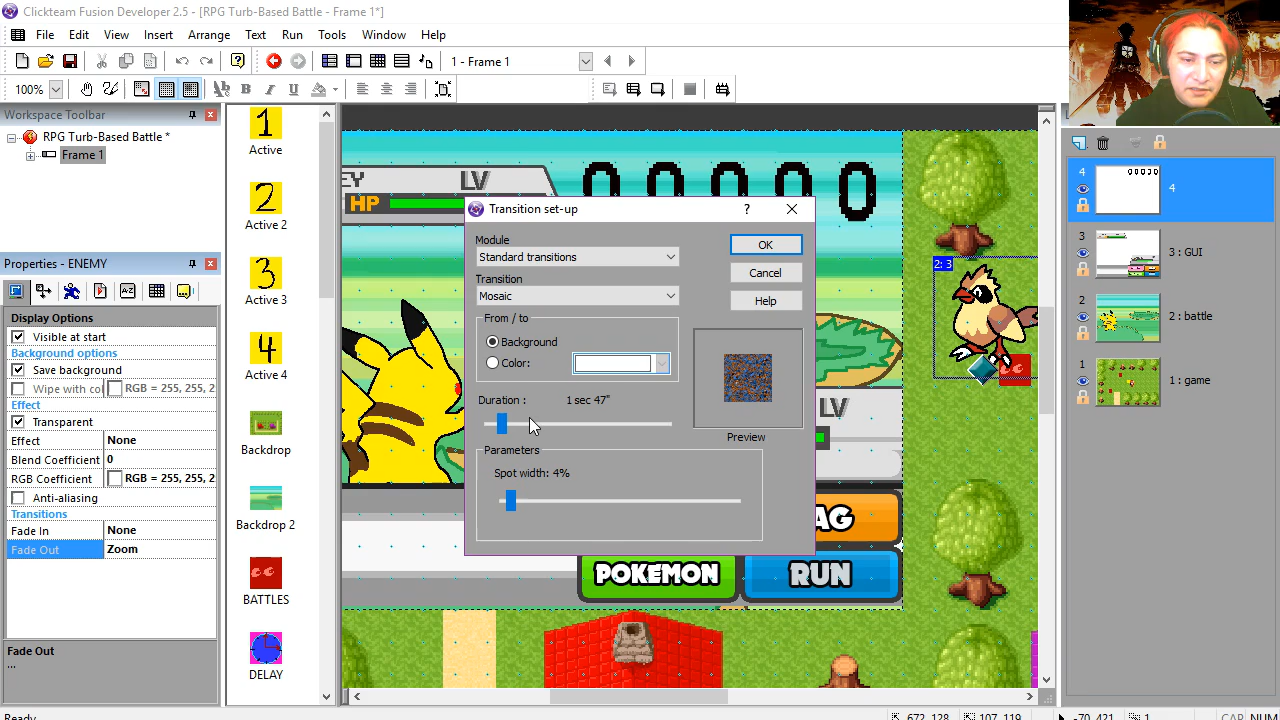 Clickteam Fusion Developer 2.5 - [RPG Turb-Based Battle - Frame 1*]
File Edit View Insert Arrange Text Run Tools Window Help
1 - Frame 1
100%
B I U
Workspace Toolbar
RPG Turb-Based Battle *
Frame 1
Properties - ENEMY
Display Options
Visible at start
Background options
Save background
Wipe with co RGB = 255, 255, 2
Effect
Transparent
Effect None
Blend Coefficient 0
RGB Coefficient RGB = 255, 255, 2
Anti-aliasing
Transitions
Fade In None
Fade Out Zoom
Fade Out
...
Ready
1
Active
2
Active 2
3
Active 3
4
Active 4
Backdrop
Backdrop 2
BATTLES
DELAY
EY LV
HP
0 0 0 0 0
Transition set-up
?
Module
Standard transitions
Transition
Mosaic
From / to
Background
Color:
Duration : 1 sec 47"
Parameters
Spot width: 4%
OK
Cancel
Help
Preview
2: 3
LV
AG
POKEMON
RUN
4
4
3
3 : GUI
2
2 : battle
1
1 : game
672, 128 107, 119 -70, 421 1 CAP NUM